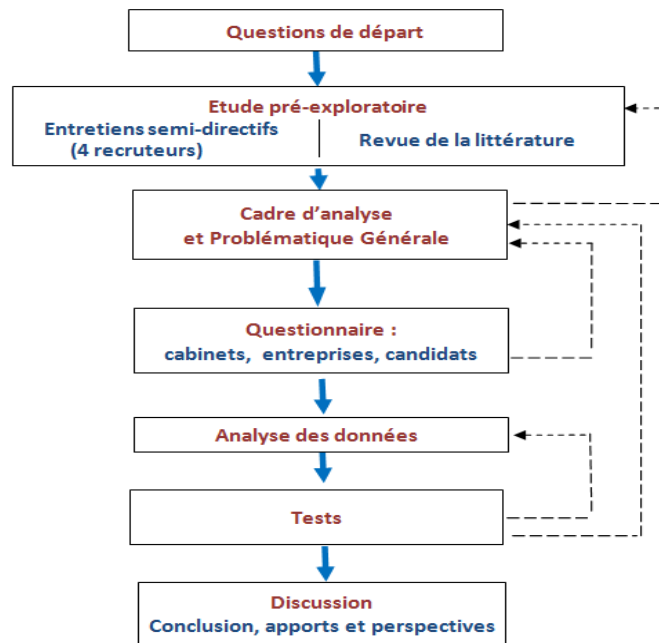 Questions de départ
Etude pré-exploratoire
Entretiens semi-directifs
(4 recruteurs)
Revue de la littérature
Cadre d'analyse
et Problématique Générale
Questionnaire :
cabinets, entreprises, candidats
Analyse des données
Tests
Discussion
Conclusion, apports et perspectives